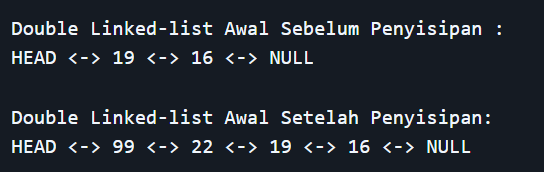 Double Linked-list Awal Sebelum Penyisipan :
HEAD <-> 19 <-> 16 <-> NULL
Double Linked-list Awal Setelah Penyisipan:
HEAD <-> 99 <-> 22 <-> 19 <-> 16 <-> NULL